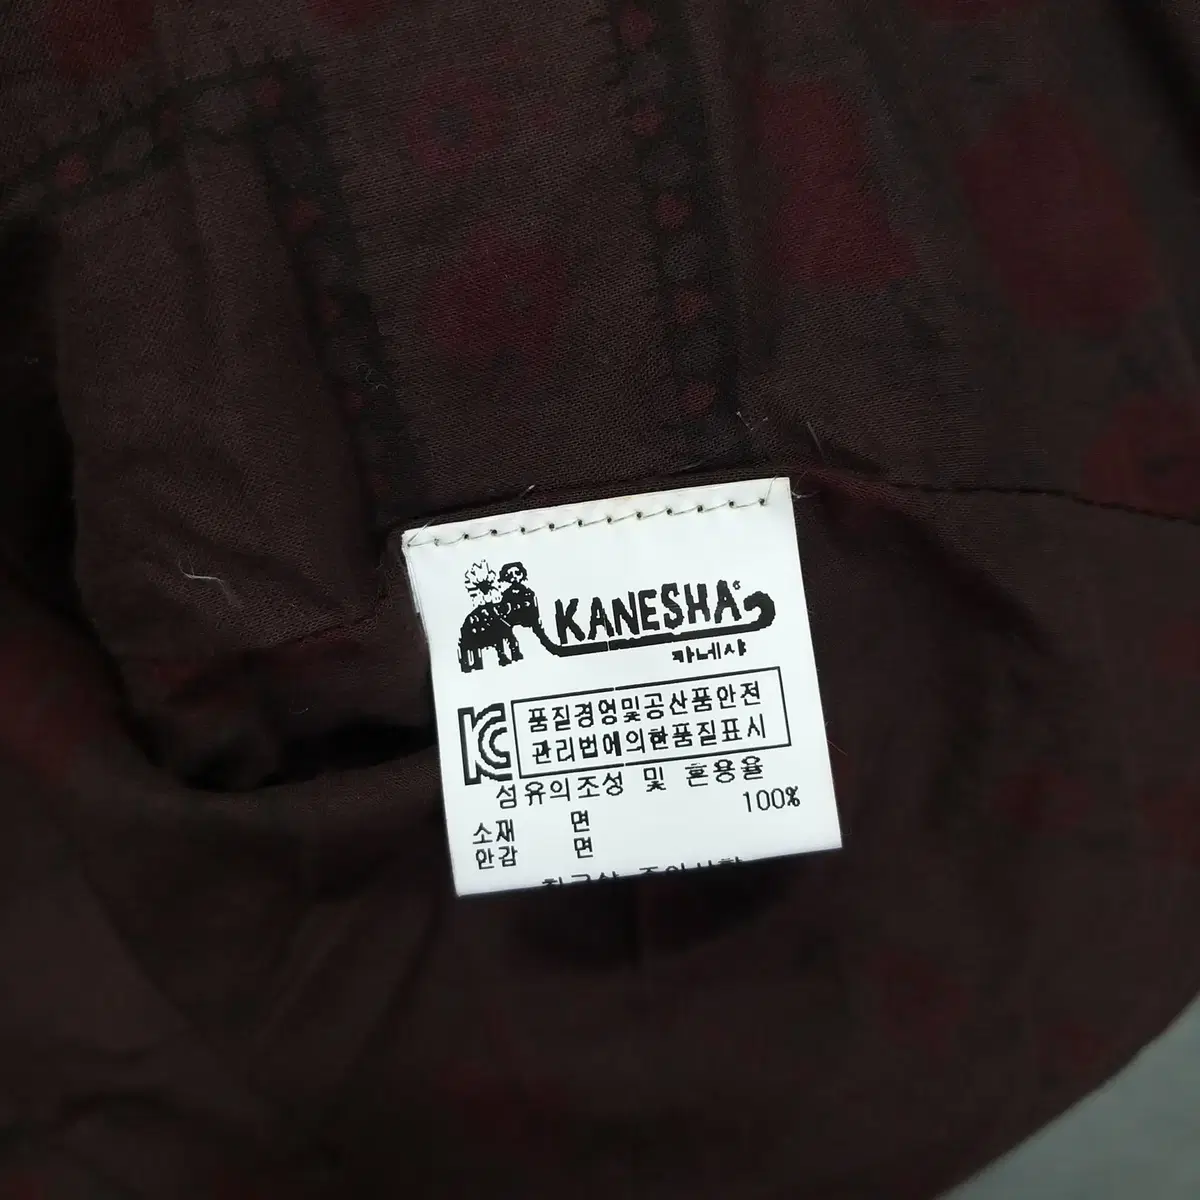 KANESHA
카네샤
품질경영및공산품안전
관리법에의현품질표시
섬유의조성 및 혼용율
100%
소재 면
안감 면